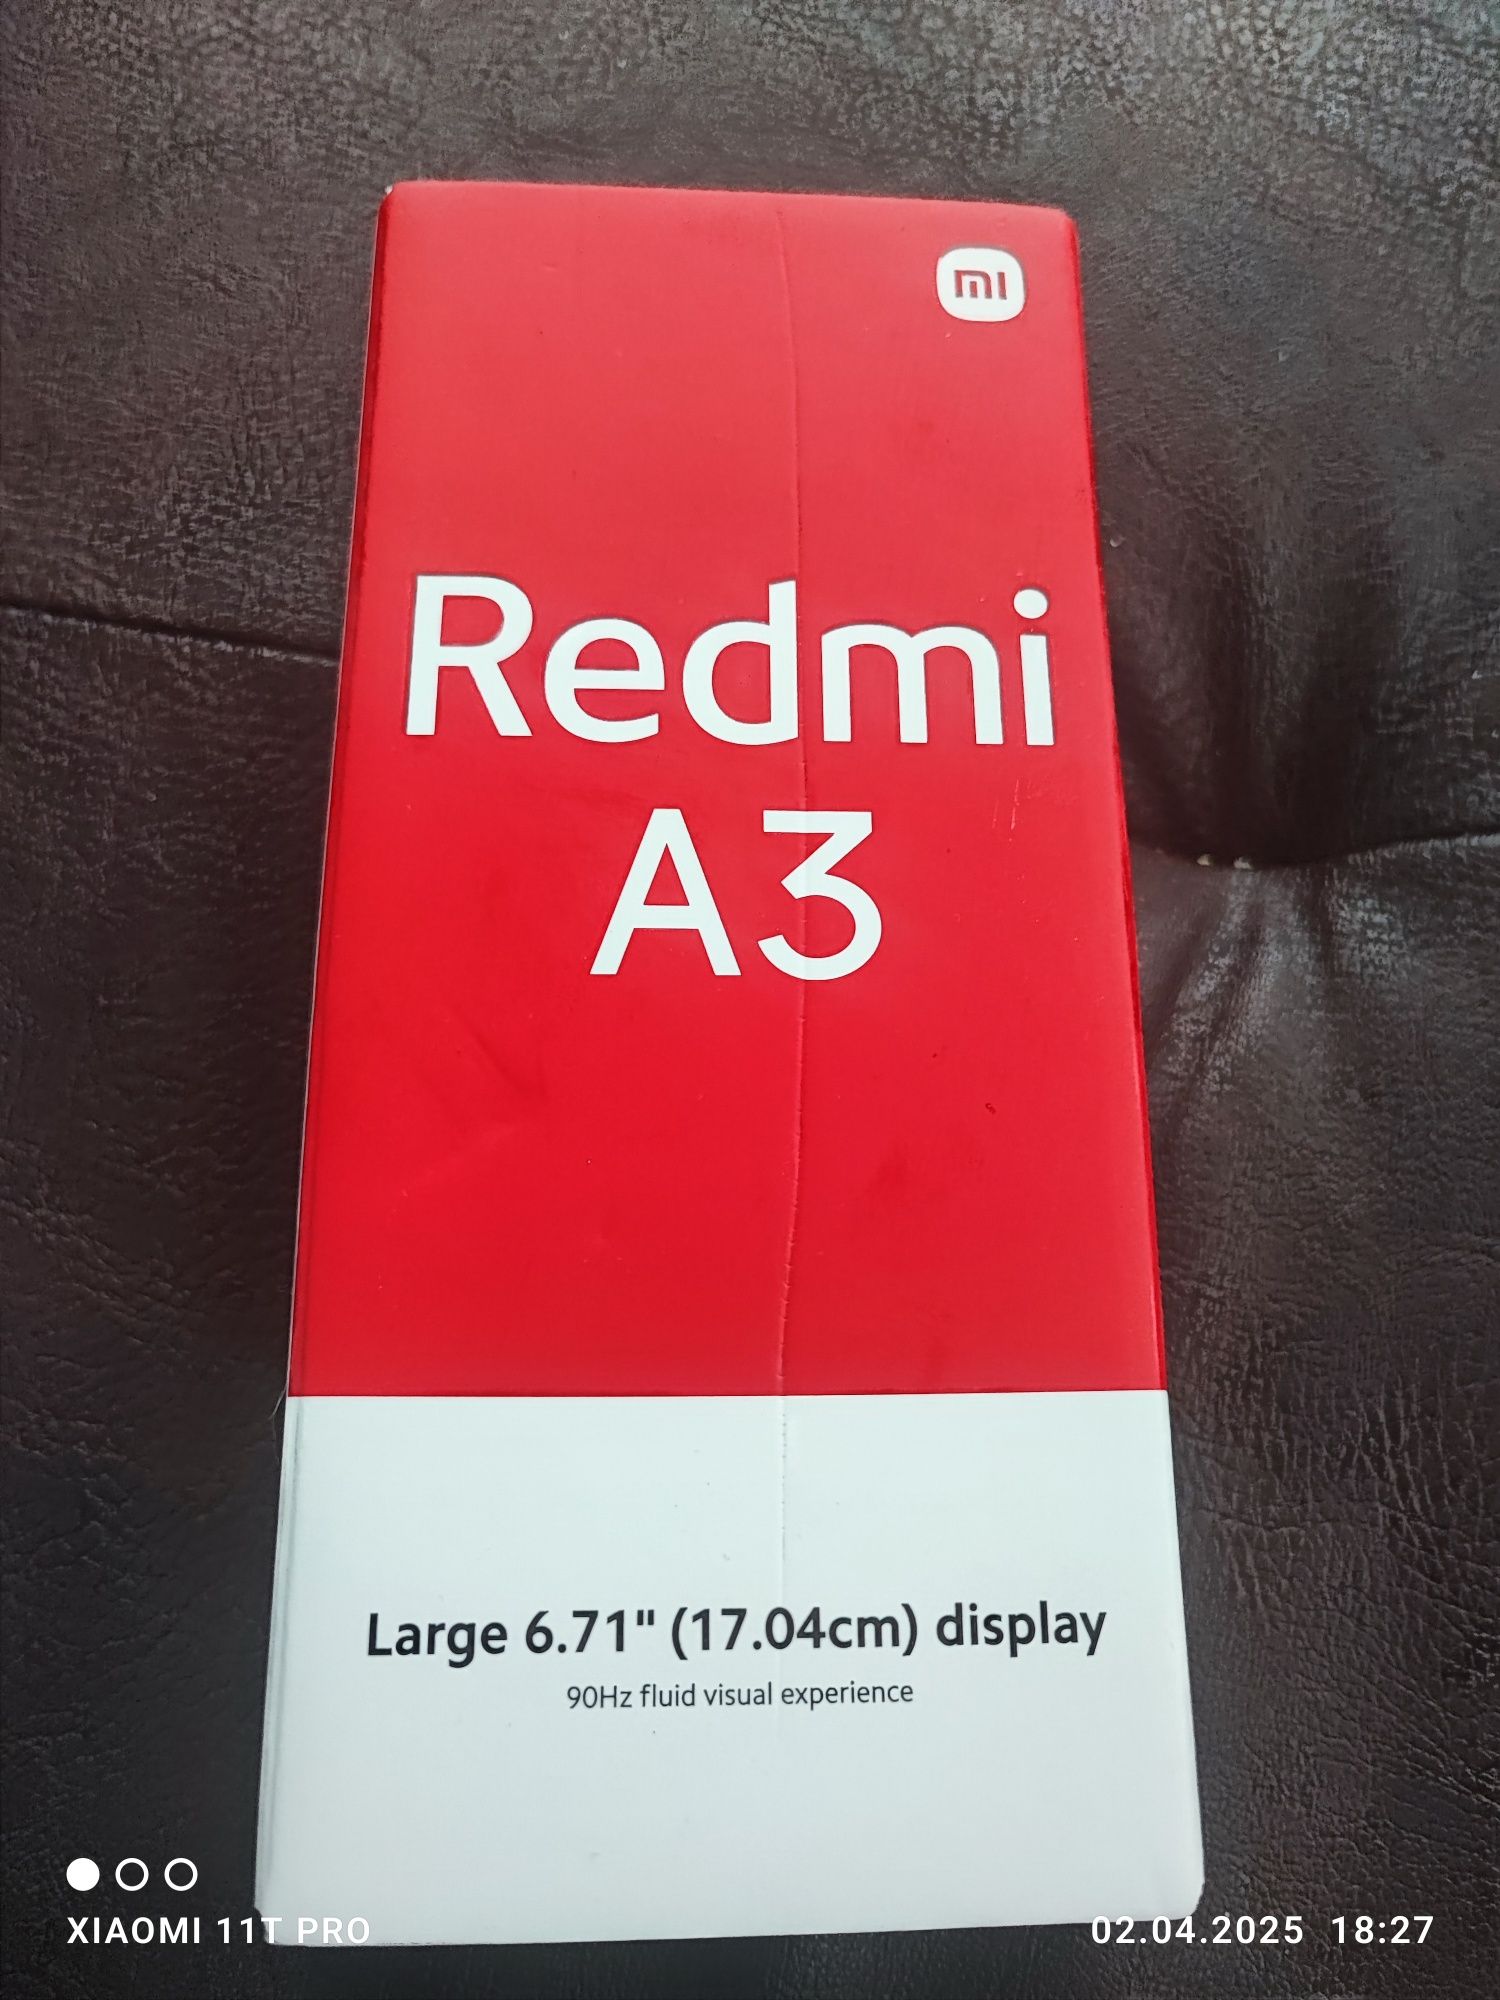 mi
Redmi
A3
Large 6.71" (17.04cm) display
90Hz fluid visual experience
XIAOMI 11T PRO
02.04.2025 18:27